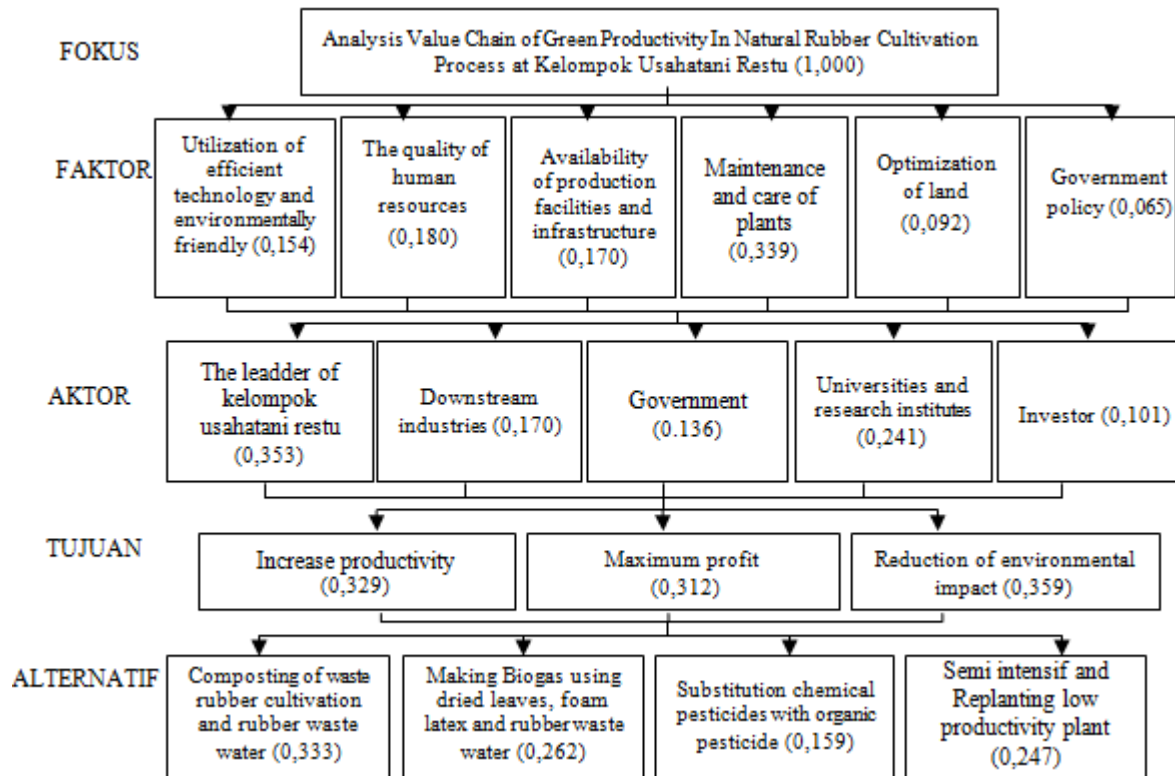 FOKUS
Analysis Value Chain of Green Productivity In Natural Rubber Cultivation
Process at Kelompok Usahatani Restu (1,000)
FAKTOR
Utilization of
efficient
technology and
environmentally
friendly (0,154)
The quality of
human
resources
(0,180)
Availability
of production
facilities and
infrastructure
(0,170)
Maintenance
and care of
plants
(0,339)
Optimization
of land
(0,092)
Government
policy (0,065)
AKTOR
The leadder of
kelompok
usahatani restu
(0,353)
Downstream
industries (0,170)
Government
(0.136)
Universities and
research institutes
(0,241)
Investor (0,101)
TUJUAN
Increase productivity
(0,329)
Maximum profit
(0,312)
Reduction of environmental
impact (0,359)
ALTERNATIF
Composting of waste
rubber cultivation
and rubber waste
water (0,333)
Making Biogas using
dried leaves, foam
latex and rubber waste
water (0,262)
Substitution chemical
pesticides with organic
pesticide (0,159)
Semi intensif and
Replanting low
productivity plant
(0,247)